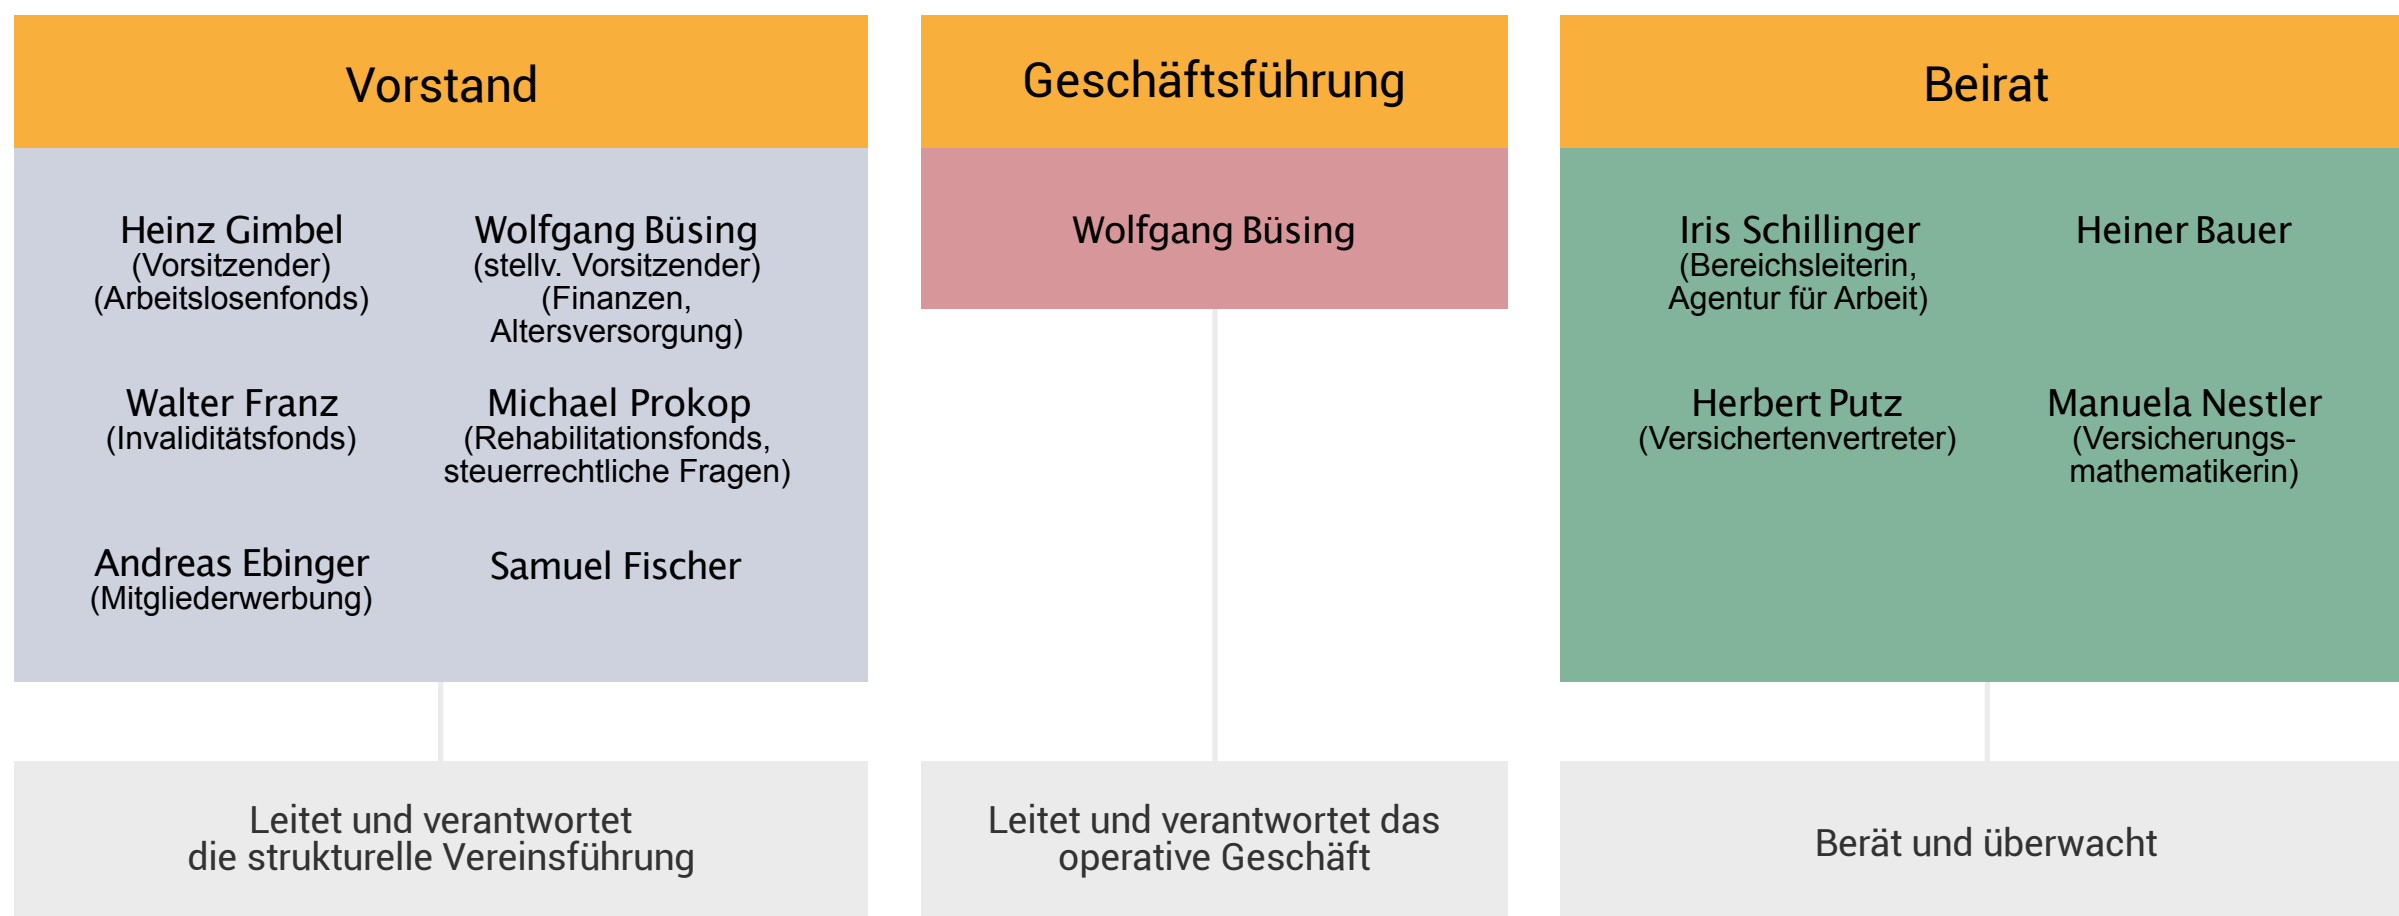 Vorstand
Heinz Gimbel
(Vorsitzender)
(Arbeitslosenfonds)
Wolfgang Büsing
(stellv. Vorsitzender)
(Finanzen,
Altersversorgung)
Walter Franz
(Invaliditätsfonds)
Michael Prokop
(Rehabilitationsfonds,
steuerrechtliche Fragen)
Andreas Ebinger
(Mitgliederwerbung)
Samuel Fischer
Leitet und verantwortet
die strukturelle Vereinsführung
Geschäftsführung
Wolfgang Büsing
Leitet und verantwortet das
operative Geschäft
Beirat
Iris Schillinger
(Bereichsleiterin,
Agentur für Arbeit)
Heiner Bauer
Herbert Putz
(Versichertenvertreter)
Manuela Nestler
(Versicherungs-
mathematikerin)
Berät und überwacht